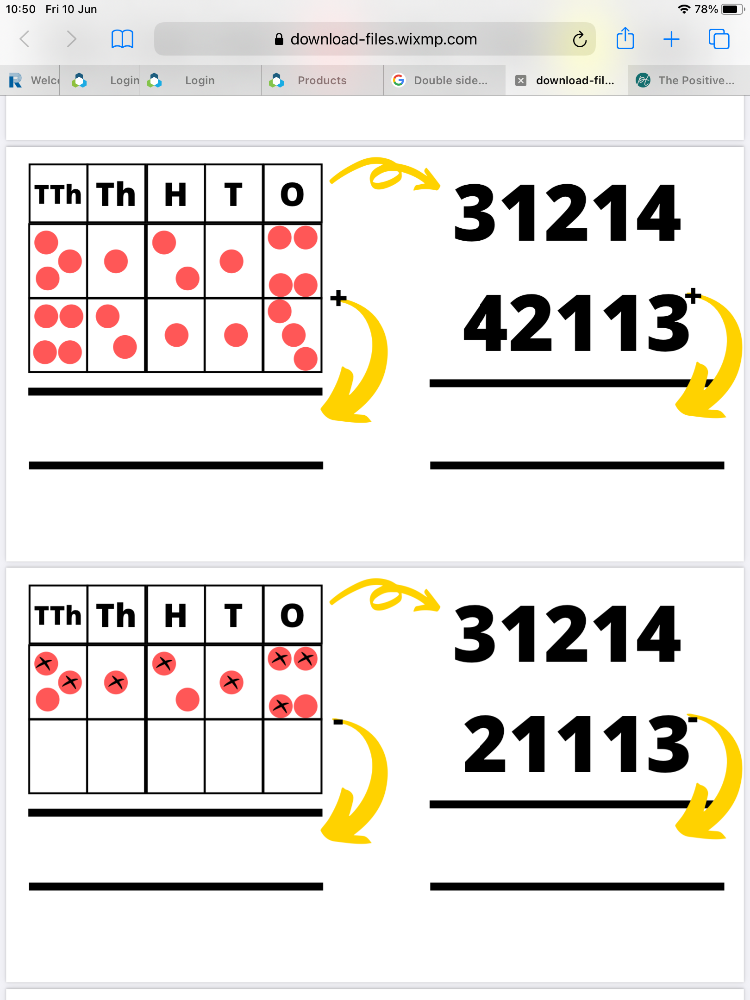 10:50 Fri 10 Jun 78%
download-files.wixmp.com
Welc Login Login Products Double side... download-fil... The Positive...
TTh Th H T O
31214
+ 42113 +
TTh Th H T O
31214
- 21113 -